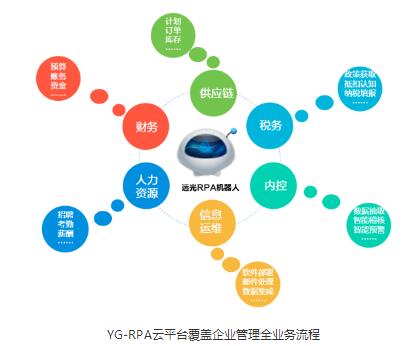 计划
订单
库存
……
供应链
预算
账务
资金
……
财务
政策获取
抵扣认知
纳税填报
……
税务
远光RPA机器人
人力
资源
招聘
考勤
薪酬
……
内控
数据抽取
智能稽核
智能预警
……
信息
运维
软件部署
邮件处理
数据集成
……
YG-RPA云平台覆盖企业管理全业务流程